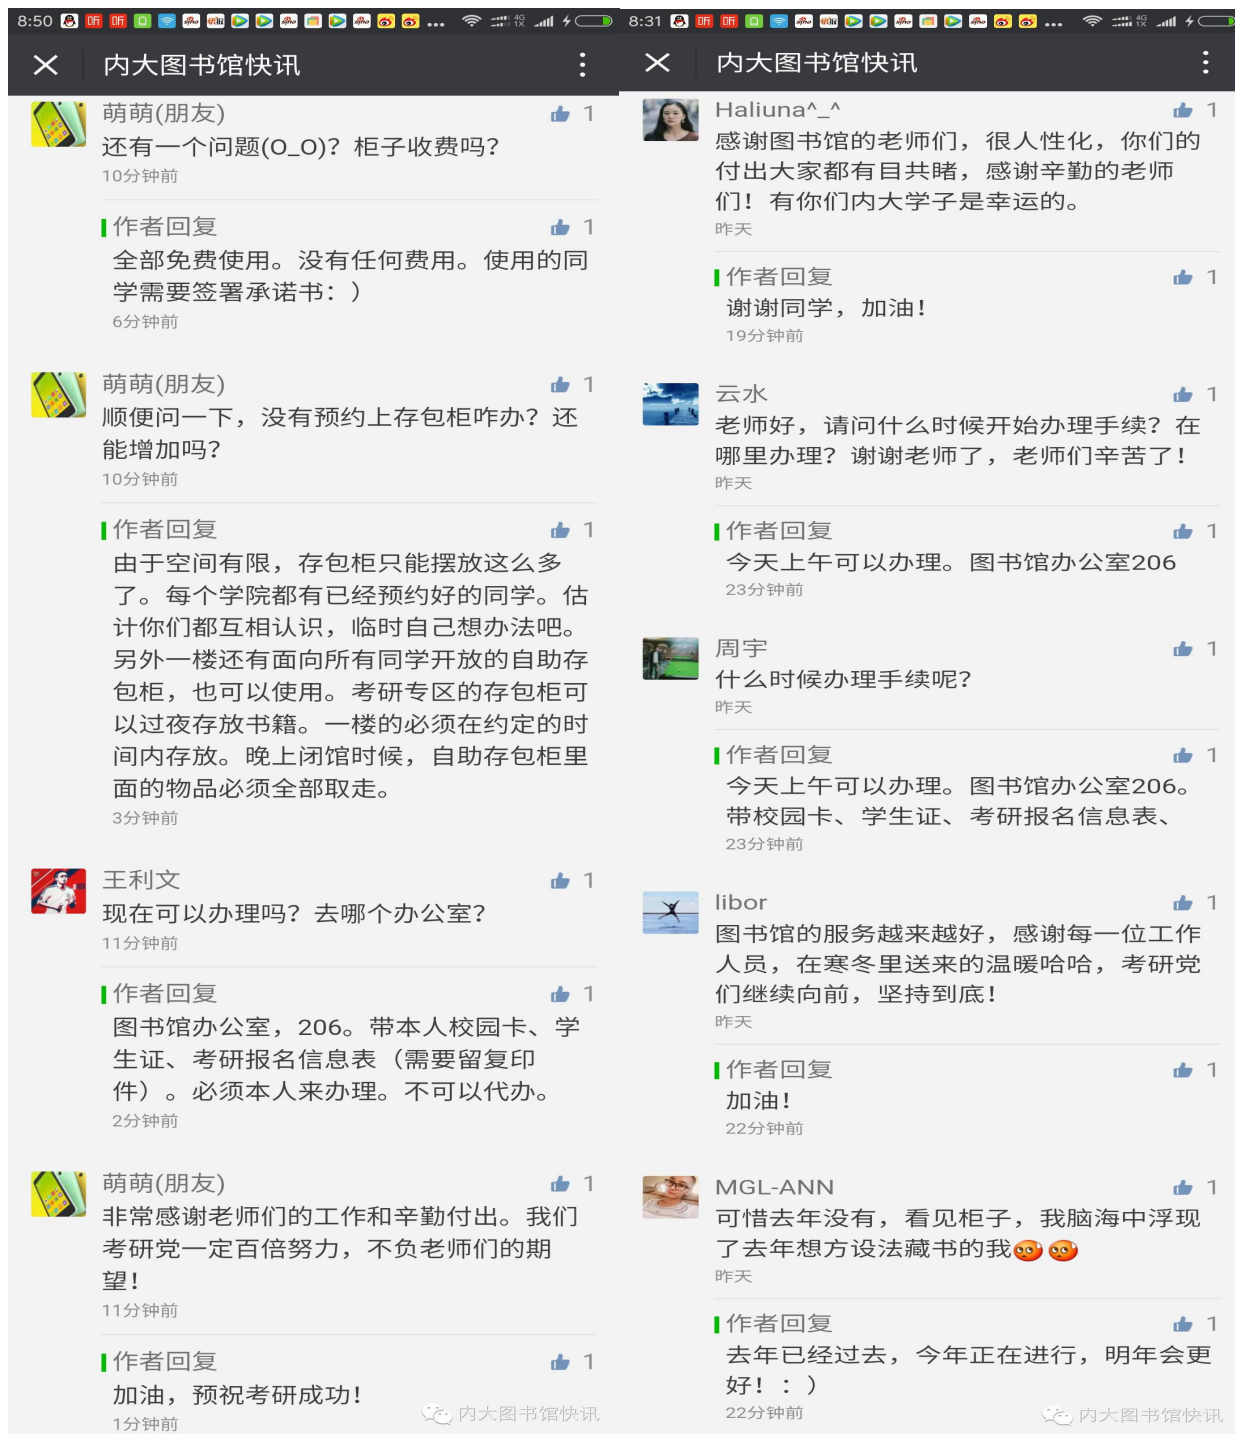 8:50
4G
1X
内大图书馆快讯
萌萌(朋友)
1
还有一个问题(O_O)？柜子收费吗？
10分钟前
作者回复
1
全部免费使用。没有任何费用。使用的同
学需要签署承诺书：）
6分钟前
萌萌(朋友)
1
顺便问一下，没有预约上存包柜咋办？还
能增加吗？
10分钟前
作者回复
1
由于空间有限，存包柜只能摆放这么多
了。每个学院都有已经预约好的同学。估
计你们都互相认识，临时自己想办法吧。
另外一楼还有面向所有同学开放的自助存
包柜，也可以使用。考研专区的存包柜可
以过夜存放书籍。一楼的必须在约定的时
间内存放。晚上闭馆时候，自助存包柜里
面的物品必须全部取走。
3分钟前
王利文
1
现在可以办理吗？去哪个办公室？
11分钟前
作者回复
1
图书馆办公室，206。带本人校园卡、学
生证、考研报名信息表（需要留复印
件）。必须本人来办理。不可以代办。
2分钟前
萌萌(朋友)
1
非常感谢老师们的工作和辛勤付出。我们
考研党一定百倍努力，不负老师们的期
望！
11分钟前
作者回复
1
加油，预祝考研成功！
1分钟前
内大图书馆快讯
8:31
4G
1X
内大图书馆快讯
Haliuna^_^
1
感谢图书馆的老师们，很人性化，你们的
付出大家都有目共睹，感谢辛勤的老师
们！有你们内大学子是幸运的。
昨天
作者回复
1
谢谢同学，加油！
19分钟前
云水
1
老师好，请问什么时候开始办理手续？在
哪里办理？谢谢老师了，老师们辛苦了！
昨天
作者回复
1
今天上午可以办理。图书馆办公室206
23分钟前
周宇
1
什么时候办理手续呢？
昨天
作者回复
1
今天上午可以办理。图书馆办公室206。
带校园卡、学生证、考研报名信息表、
23分钟前
libor
1
图书馆的服务越来越好，感谢每一位工作
人员，在寒冬里送来的温暖哈哈，考研党
们继续向前，坚持到底！
昨天
作者回复
1
加油！
22分钟前
MGL-ANN
1
可惜去年没有，看见柜子，我脑海中浮现
了去年想方设法藏书的我
昨天
作者回复
1
去年已经过去，今年正在进行，明年会更
好！：）
22分钟前
内大图书馆快讯